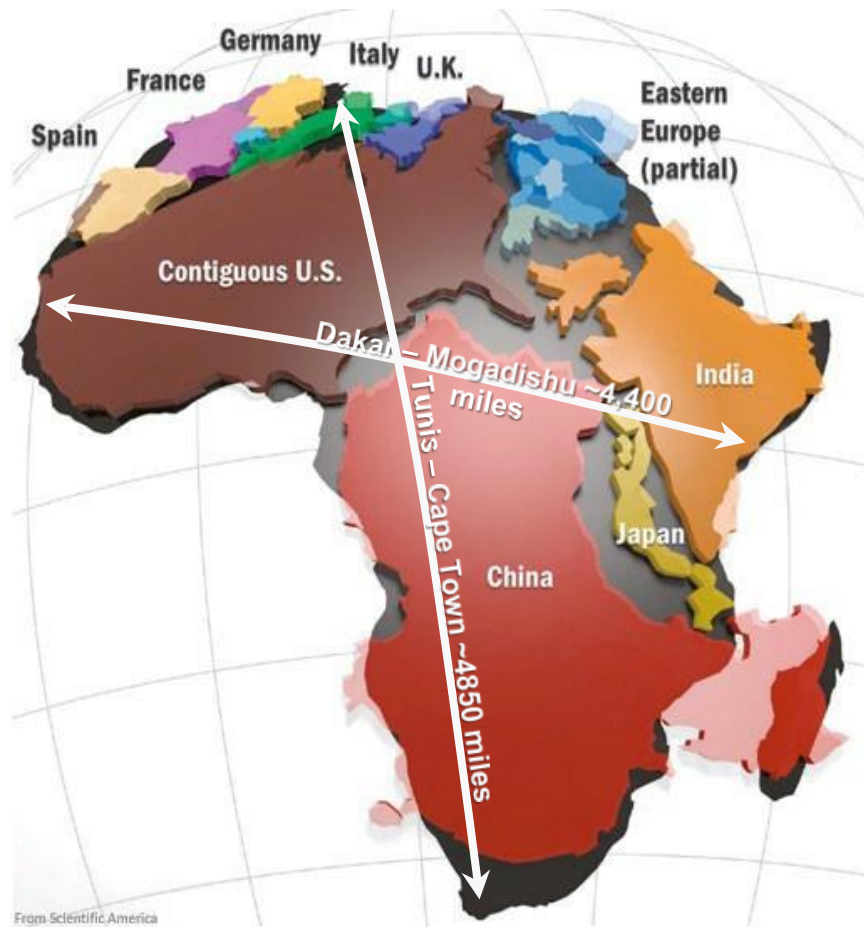 Germany
Italy
U.K.
France
Spain
Eastern
Europe
(partial)
Contiguous U.S.
Dakar – Mogadishu ~4,400
miles
India
Tunis – Cape Town ~4850 miles
Japan
China
From Scientific America